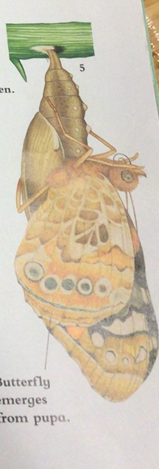 5
en.
Butterfly
emerges
from pupa.